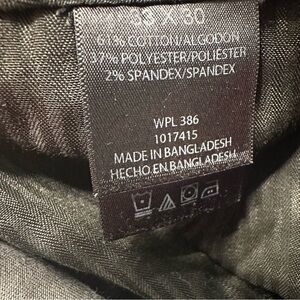 33 X 30
61% COTTON/ALGODON
37% POLYESTER/POLIÉSTER
2% SPANDEX/SPANDEX
WPL 386
1017415
MADE IN BANGLADESH
HECHO EN BANGLADESH